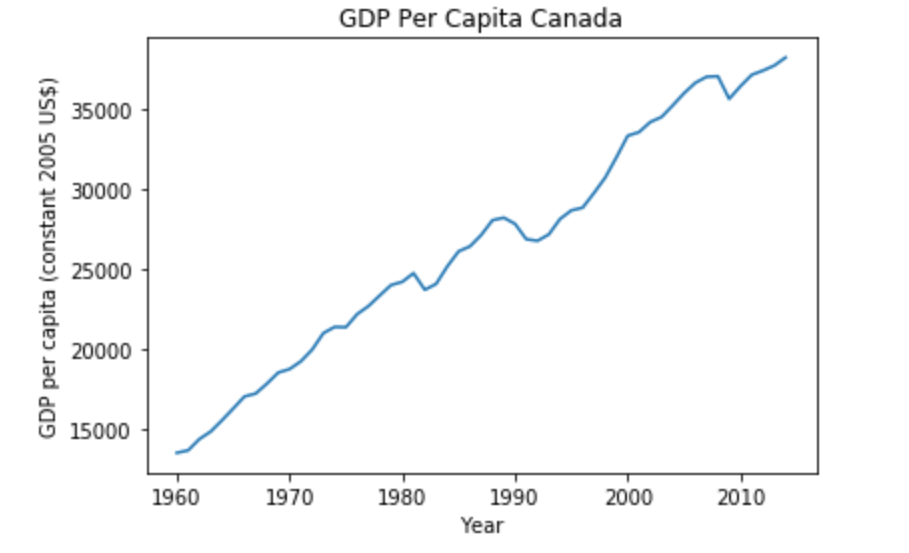 GDP Per Capita Canada
GDP per capita (constant 2005 US$)
35000
30000
25000
20000
15000
1960 1970 1980 1990 2000 2010
Year